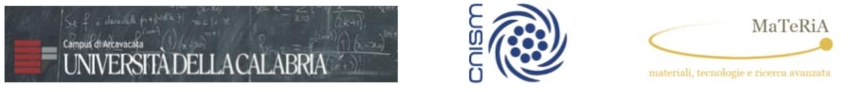 Campus di Arcavacata
UNIVERSITÀ DELLA CALABRIA
cnism
MaTeRiA
materiali, tecnologie e ricerca avanzata